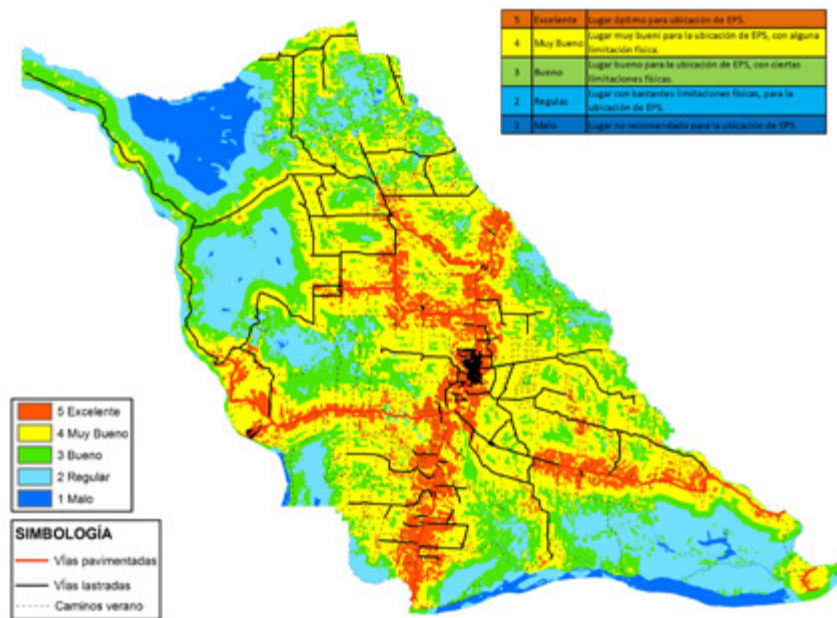 5 Excelente Lugar óptimo para ubicación de EPS.
4 Muy Bueno Lugar muy bueni para la ubicación de EPS, con alguna
limitación física.
3 Bueno Lugar bueno para la ubicación de EPS, con ciertas
limitaciones físicas.
2 Regulas Lugar con bastantes limitaciones físicas, para la
ubicación de EPS.
1 Malo Lugar no recomendado para la ubicación de EPS.
5 Excelente
4 Muy Bueno
3 Bueno
2 Regular
1 Malo
SIMBOLOGÍA
Vías pavimentadas
Vías lastradas
Caminos verano